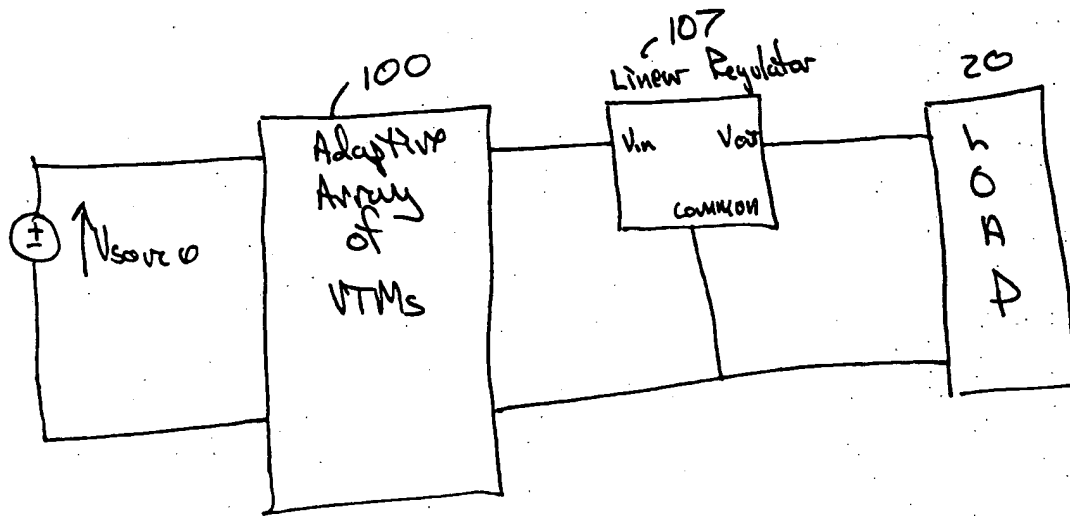 100
Adaptive
Array
of
VTMs
Vsource
107
Linear Regulator
Vin Vout
common
20
L
O
A
D